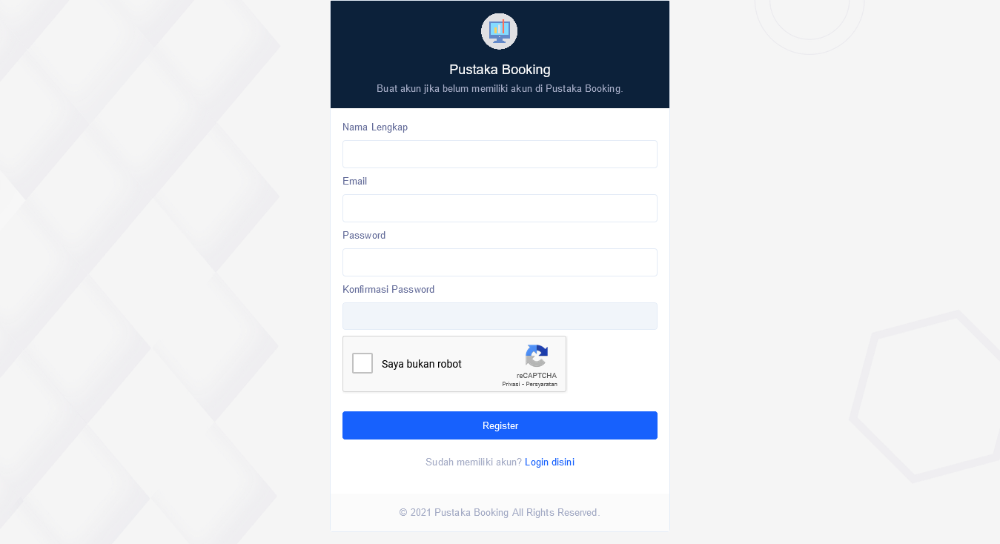 Pustaka Booking
Buat akun jika belum memiliki akun di Pustaka Booking.
Nama Lengkap
Email
Password
Konfirmasi Password
Saya bukan robot
reCAPTCHA
Privasi - Persyaratan
Register
Sudah memiliki akun? Login disini
© 2021 Pustaka Booking All Rights Reserved.